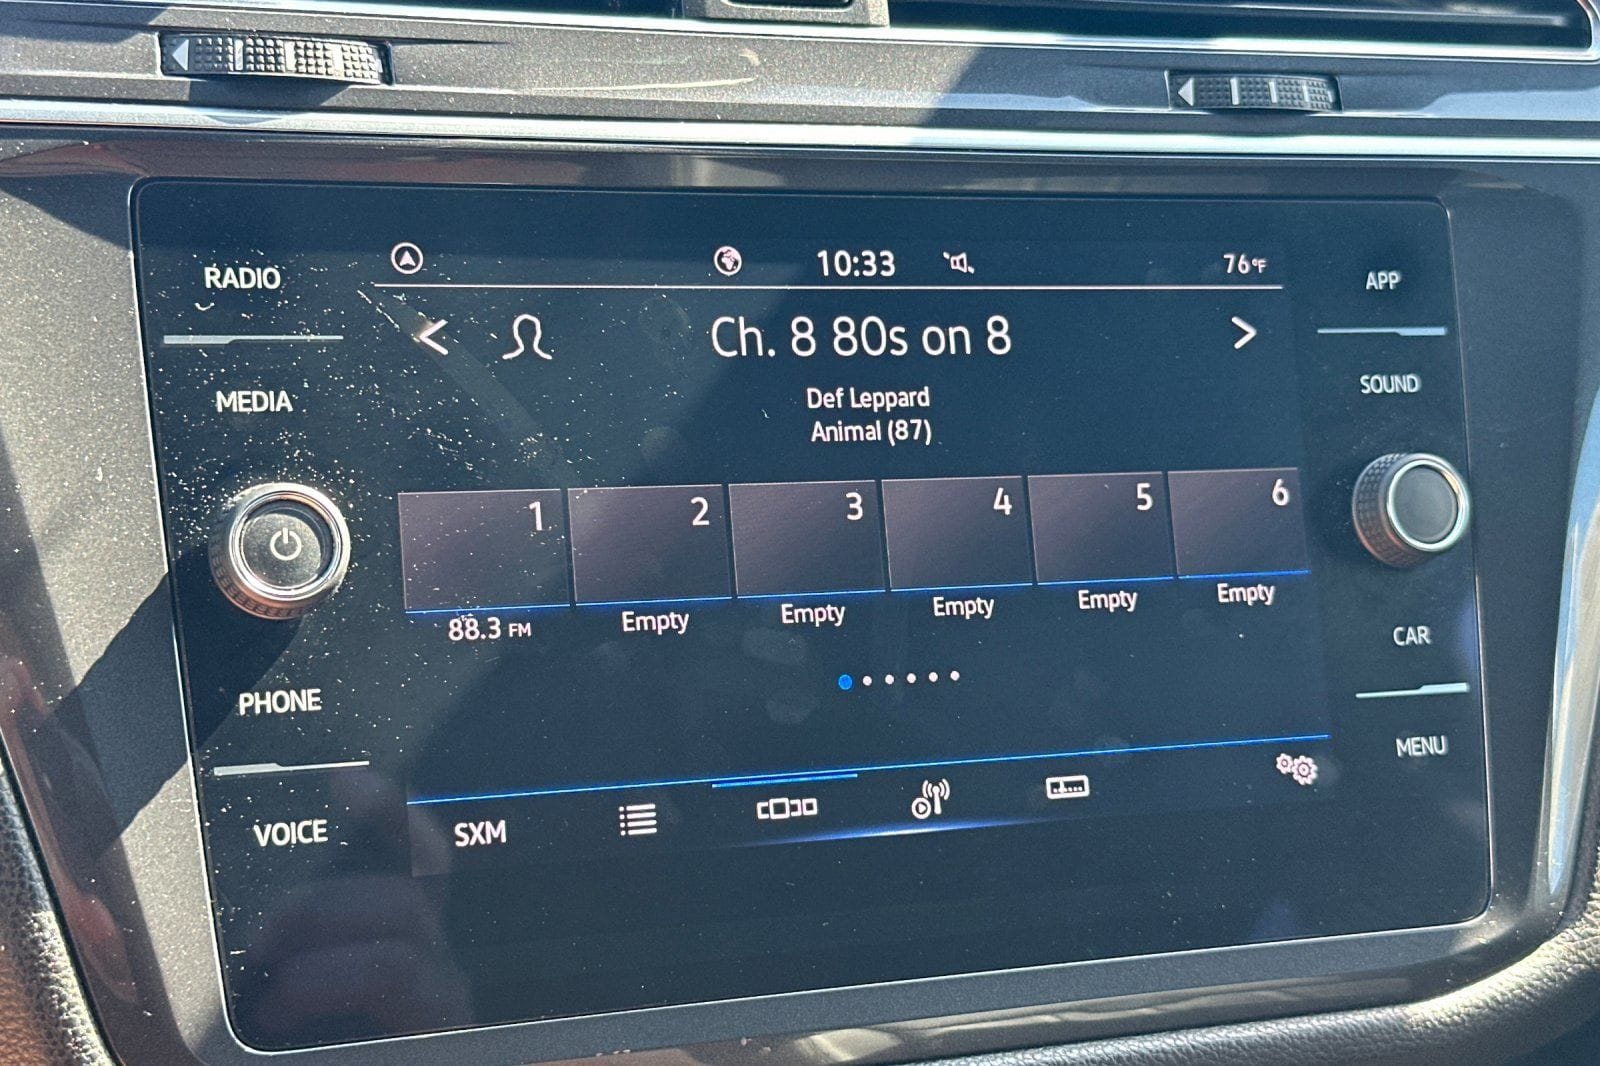 10:33
76°F
RADIO
APP
Ch. 8 80s on 8
MEDIA
SOUND
Def Leppard
Animal (87)
1
2
3
4
5
6
88.3 FM
Empty
Empty
Empty
Empty
Empty
CAR
PHONE
MENU
VOICE
SXM